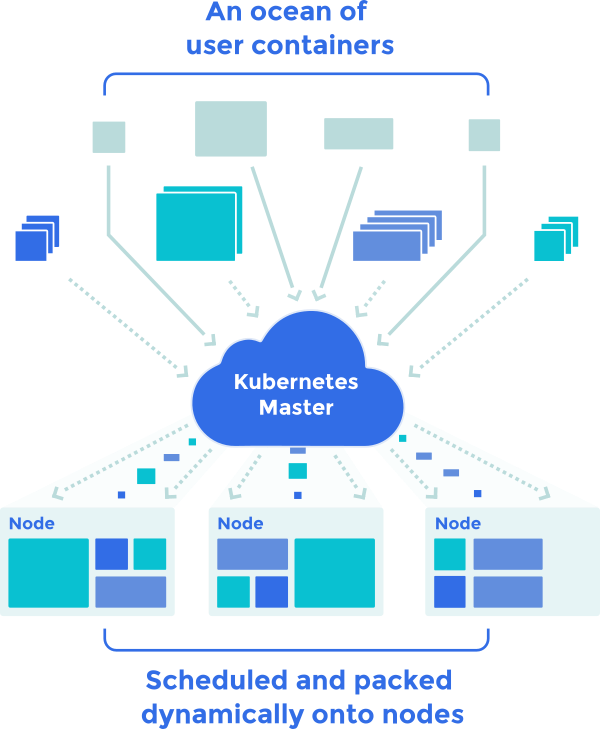 An ocean of
user containers
Kubernetes
Master
Node
Node
Node
Scheduled and packed
dynamically onto nodes